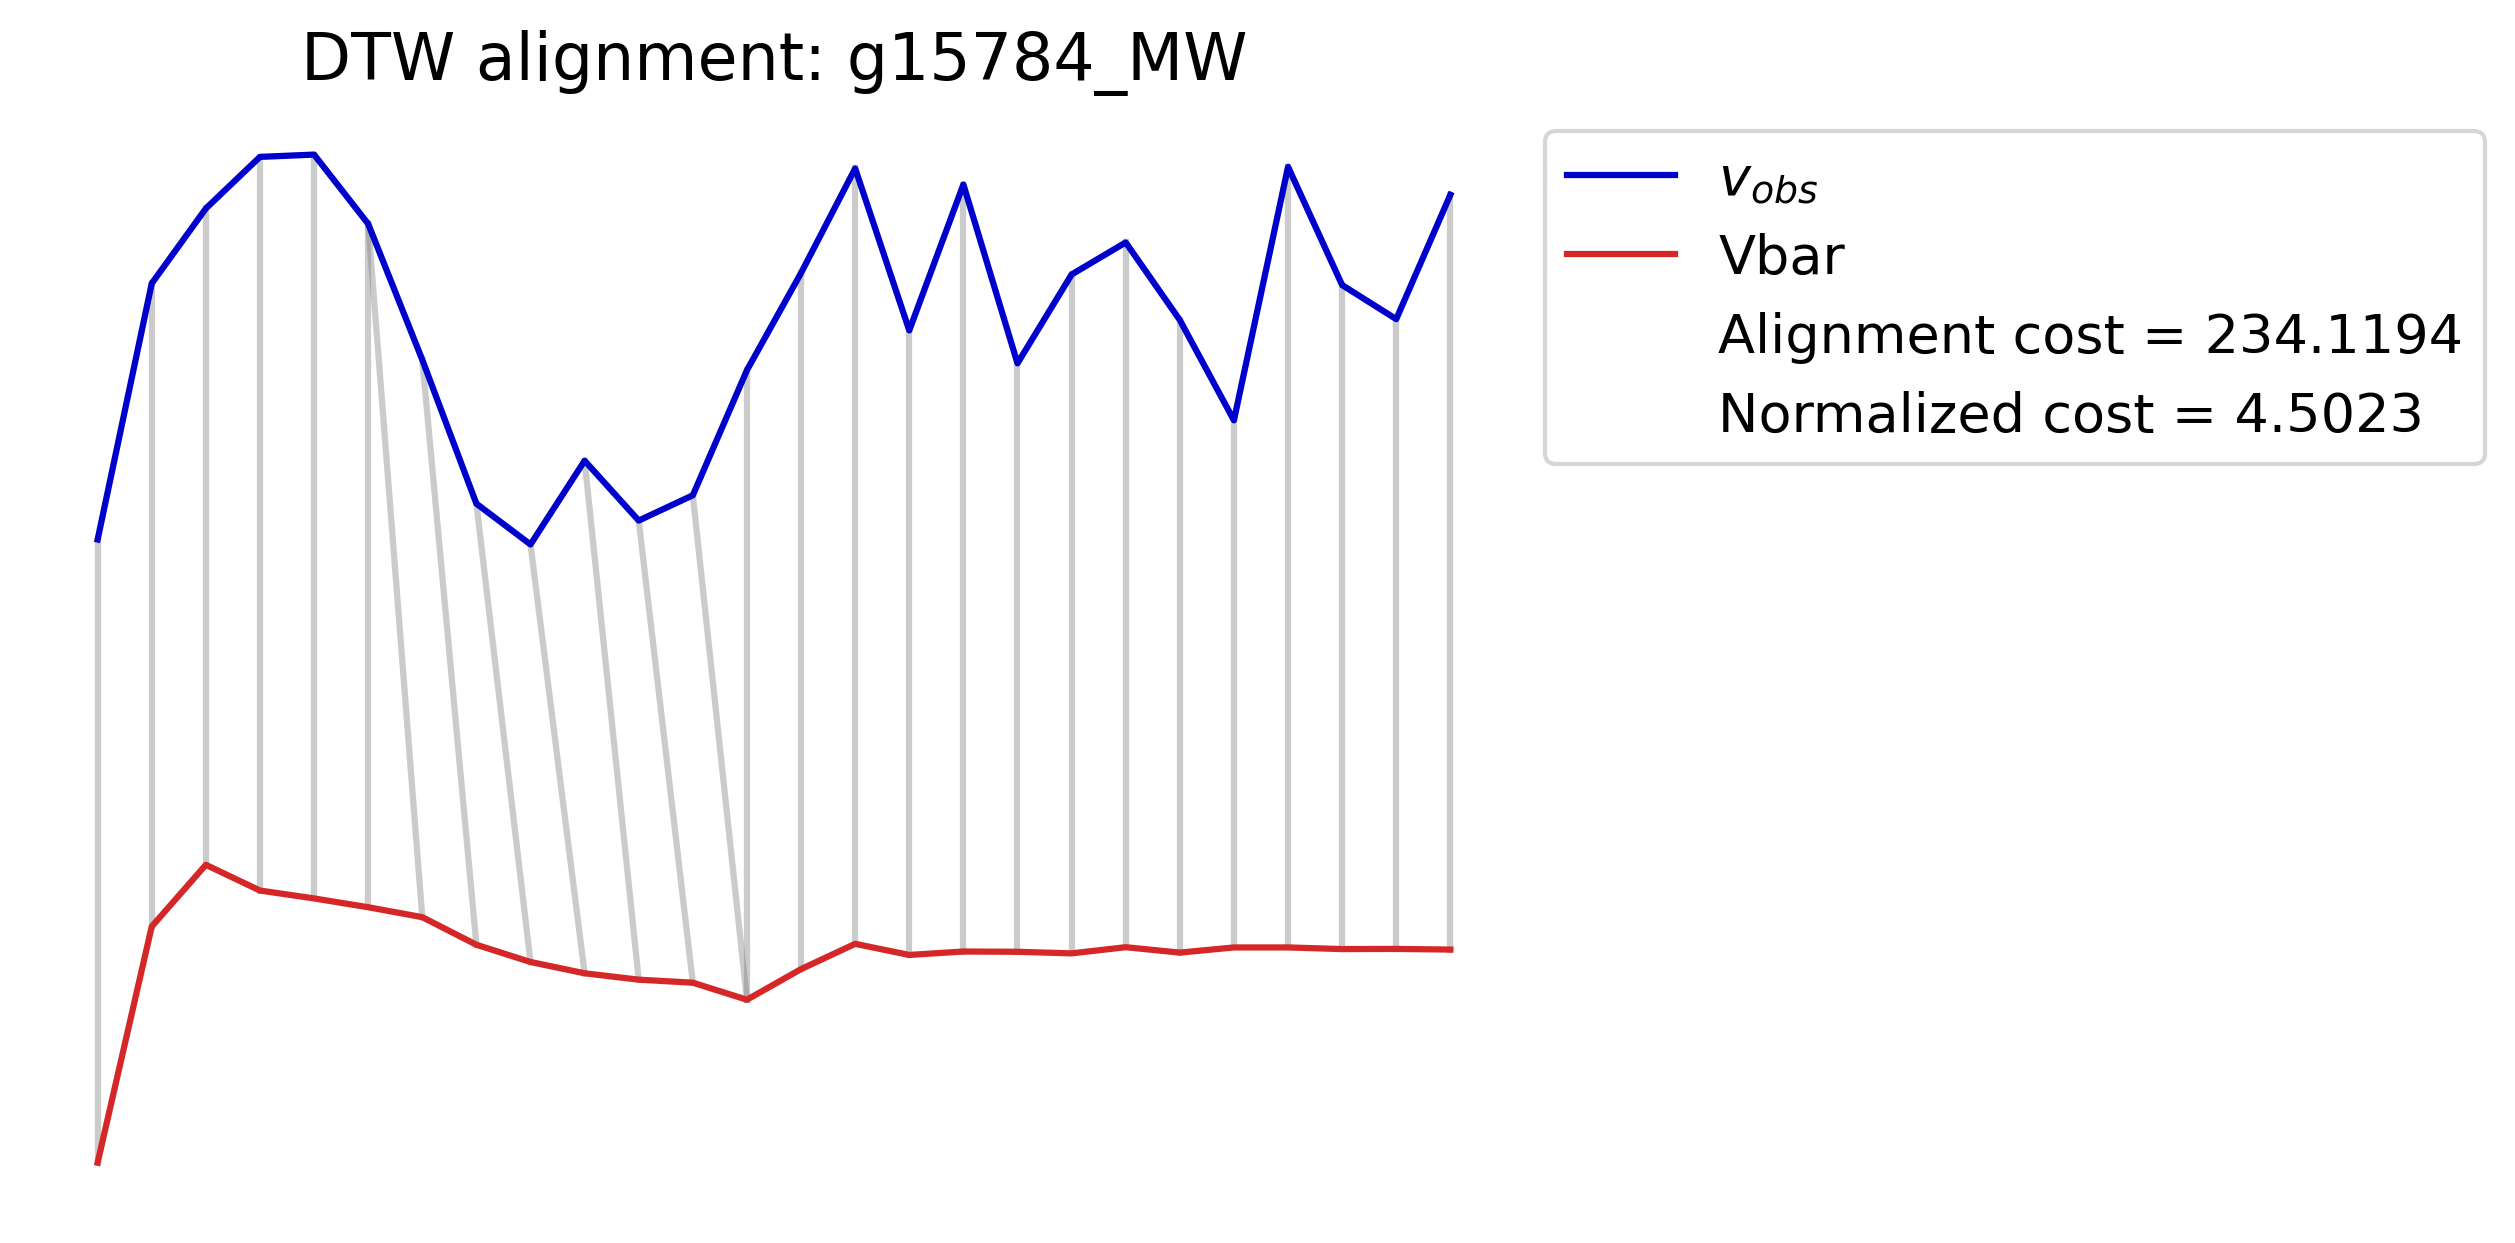 DTW alignment: g15784_MW
v_obs
Vbar
Alignment cost = 234.1194
Normalized cost = 4.5023